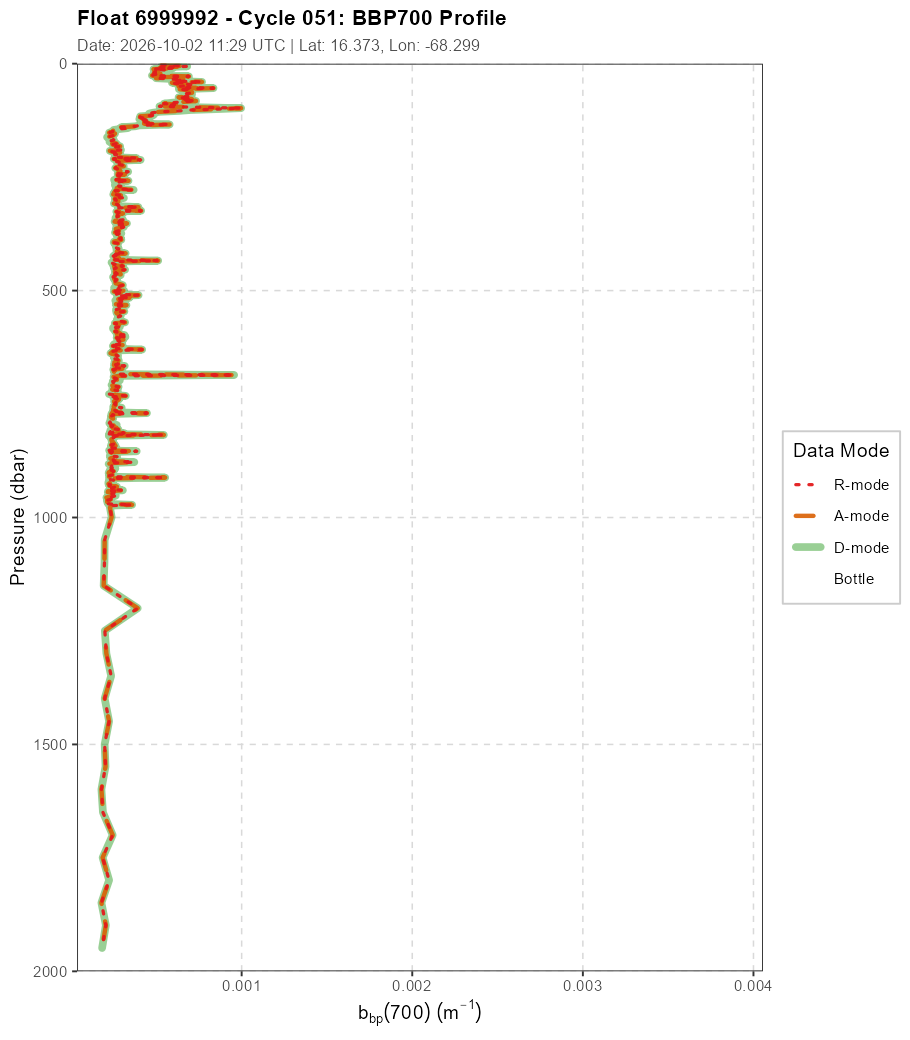 Float 6999992 - Cycle 051: BBP700 Profile
Date: 2026-10-02 11:29 UTC | Lat: 16.373, Lon: -68.299
0
500
1000
1500
2000
Pressure (dbar)
0.001
0.002
0.003
0.004
b_bp(700) (m⁻¹)
Data Mode
R-mode
A-mode
D-mode
Bottle